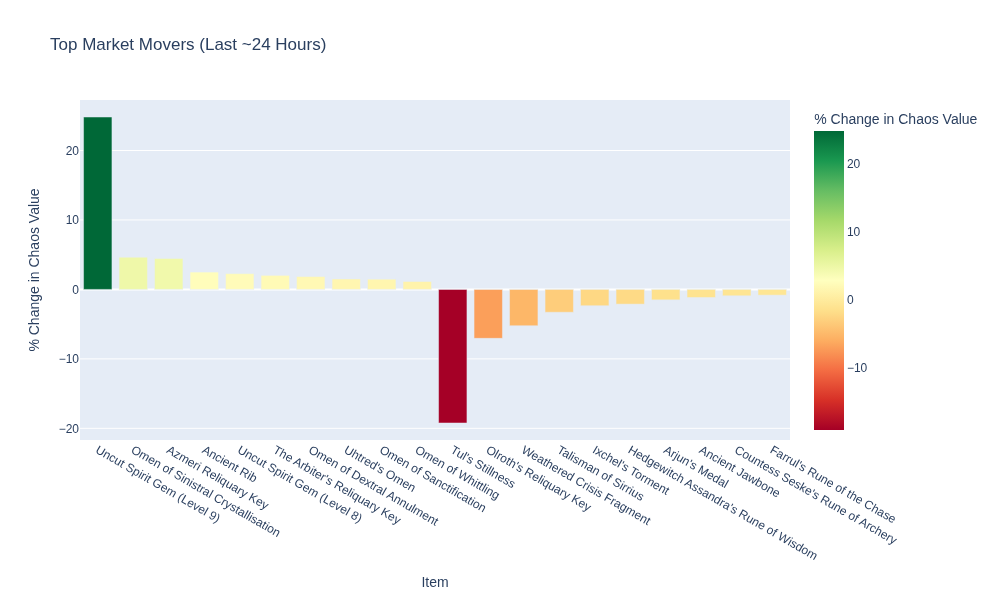 Top Market Movers (Last ~24 Hours)
% Change in Chaos Value
20
10
0
−10
−20
Uncut Spirit Gem (Level 9)
Omen of Sinistral Crystallisation
Azmeri Reliquary Key
Ancient Rib
Uncut Spirit Gem (Level 8)
The Arbiter's Reliquary Key
Omen of Dextral Annulment
Uhtred's Omen
Omen of Sanctification
Omen of Whittling
Tul's Stillness
Olroth's Reliquary Key
Weathered Crisis Fragment
Talisman of Sirrius
Ixchel's Torment
Hedgewitch Assandra's Rune of Wisdom
Arjun's Medal
Ancient Jawbone
Countess Seske's Rune of Archery
Farrul's Rune of the Chase
Item
% Change in Chaos Value
20
10
0
−10